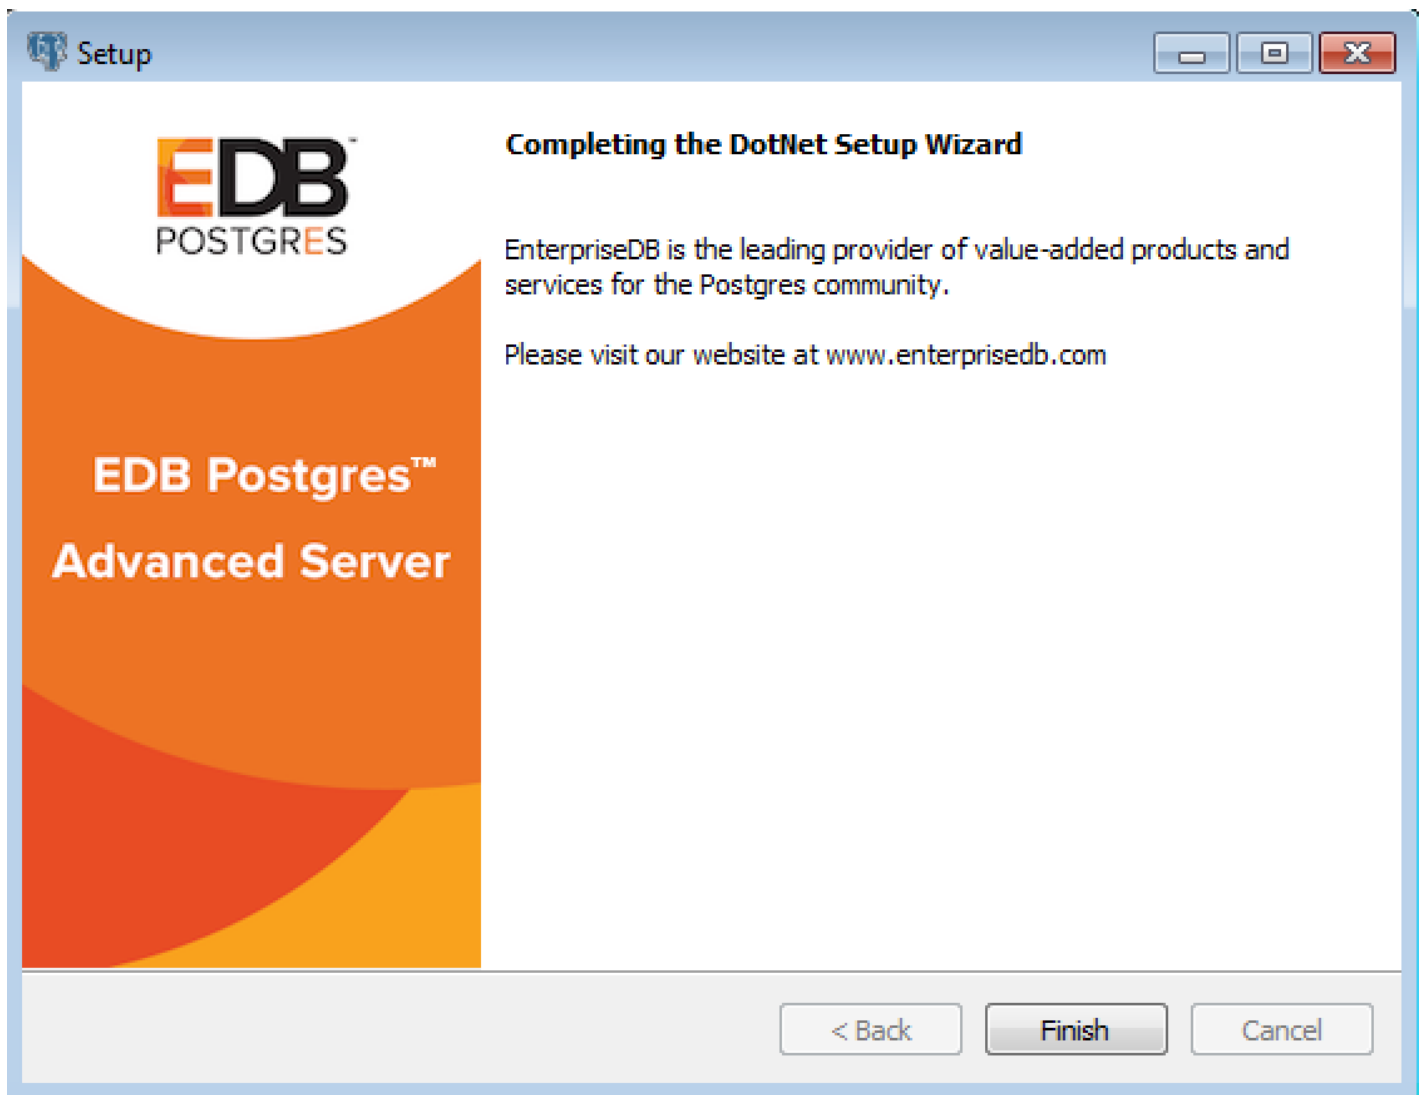 Setup
EDB™
POSTGRES
EDB Postgres™
Advanced Server
Completing the DotNet Setup Wizard
EnterpriseDB is the leading provider of value-added products and
services for the Postgres community.
Please visit our website at www.enterprisedb.com
< Back
Finish
Cancel